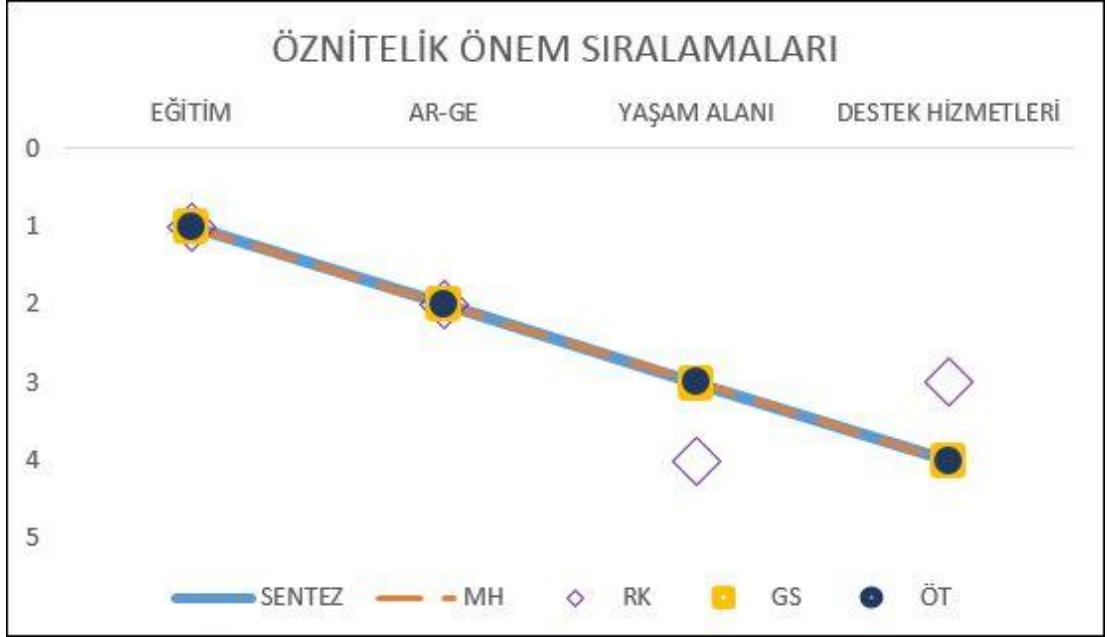 ÖZNİTELİK ÖNEM SIRALAMALARI
EĞİTİM AR-GE YAŞAM ALANI DESTEK HİZMETLERİ
0
1
2
3
4
5
SENTEZ MH RK GS ÖT